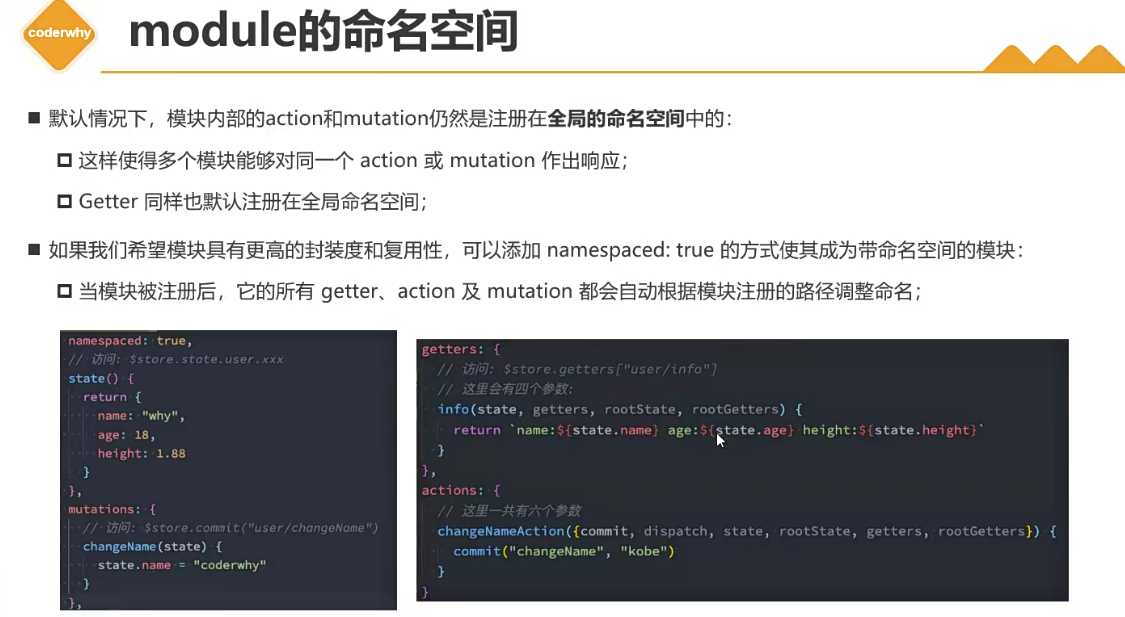 coderwhy
module的命名空间
默认情况下，模块内部的action和mutation仍然是注册在全局的命名空间中的：
这样使得多个模块能够对同一个 action 或 mutation 作出响应；
Getter 同样也默认注册在全局命名空间；
如果我们希望模块具有更高的封装度和复用性，可以添加 namespaced: true 的方式使其成为带命名空间的模块：
当模块被注册后，它的所有 getter、action 及 mutation 都会自动根据模块注册的路径调整命名；
namespaced: true,
// 访问: $store.state.user.xxx
state() {
return {
name: "why",
age: 18,
height: 1.88
}
},
mutations: {
// 访问: $store.commit("user/changeName")
changeName(state) {
state.name = "coderwhy"
}
},
getters: {
// 访问: $store.getters["user/info"]
// 这里会有四个参数:
info(state, getters, rootState, rootGetters) {
return `name:${state.name} age:${state.age} height:${state.height}`
}
},
actions: {
// 这里一共有六个参数
changeNameAction({commit, dispatch, state, rootState, getters, rootGetters}) {
commit("changeName", "kobe")
}
}